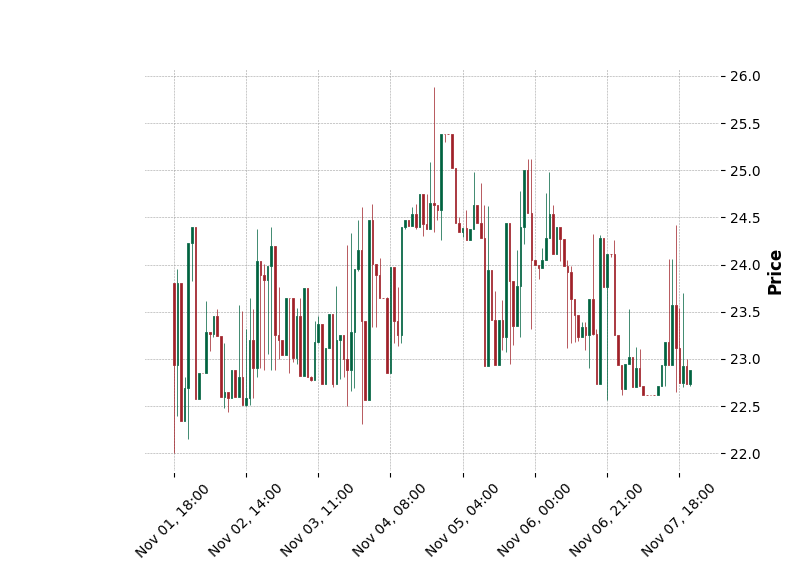 26.0
25.5
25.0
24.5
24.0
23.5
23.0
22.5
22.0
Price
Nov 01, 18:00
Nov 02, 14:00
Nov 03, 11:00
Nov 04, 08:00
Nov 05, 04:00
Nov 06, 00:00
Nov 06, 21:00
Nov 07, 18:00